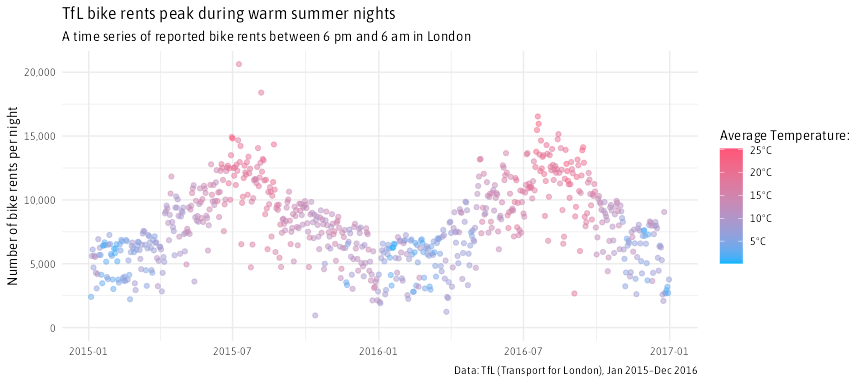 TfL bike rents peak during warm summer nights
A time series of reported bike rents between 6 pm and 6 am in London
Number of bike rents per night
20,000
15,000
10,000
5,000
0
2015-01
2015-07
2016-01
2016-07
2017-01
Average Temperature:
25°C
20°C
15°C
10°C
5°C
Data: TfL (Transport for London), Jan 2015–Dec 2016